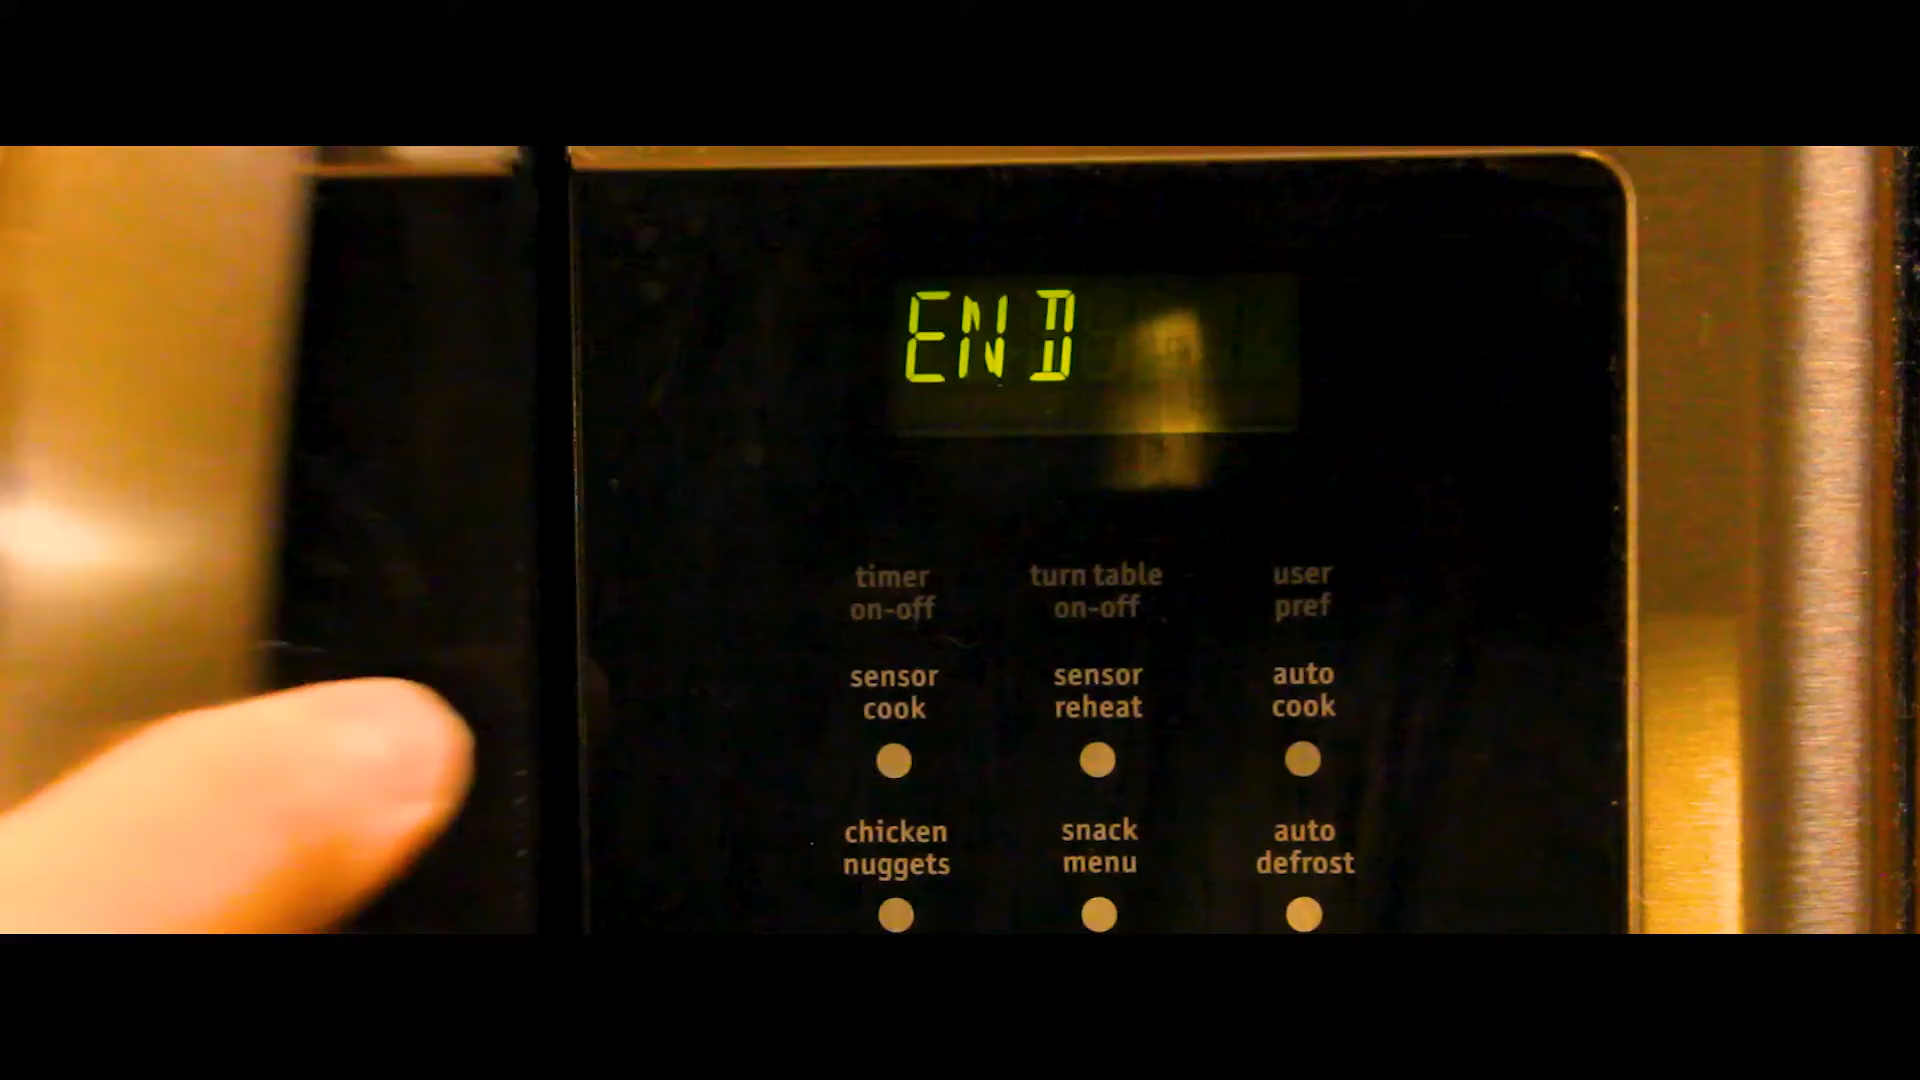 END
timer turn table user
on-off on-off pref
sensor sensor auto
cook reheat cook
chicken snack auto
nuggets menu defrost